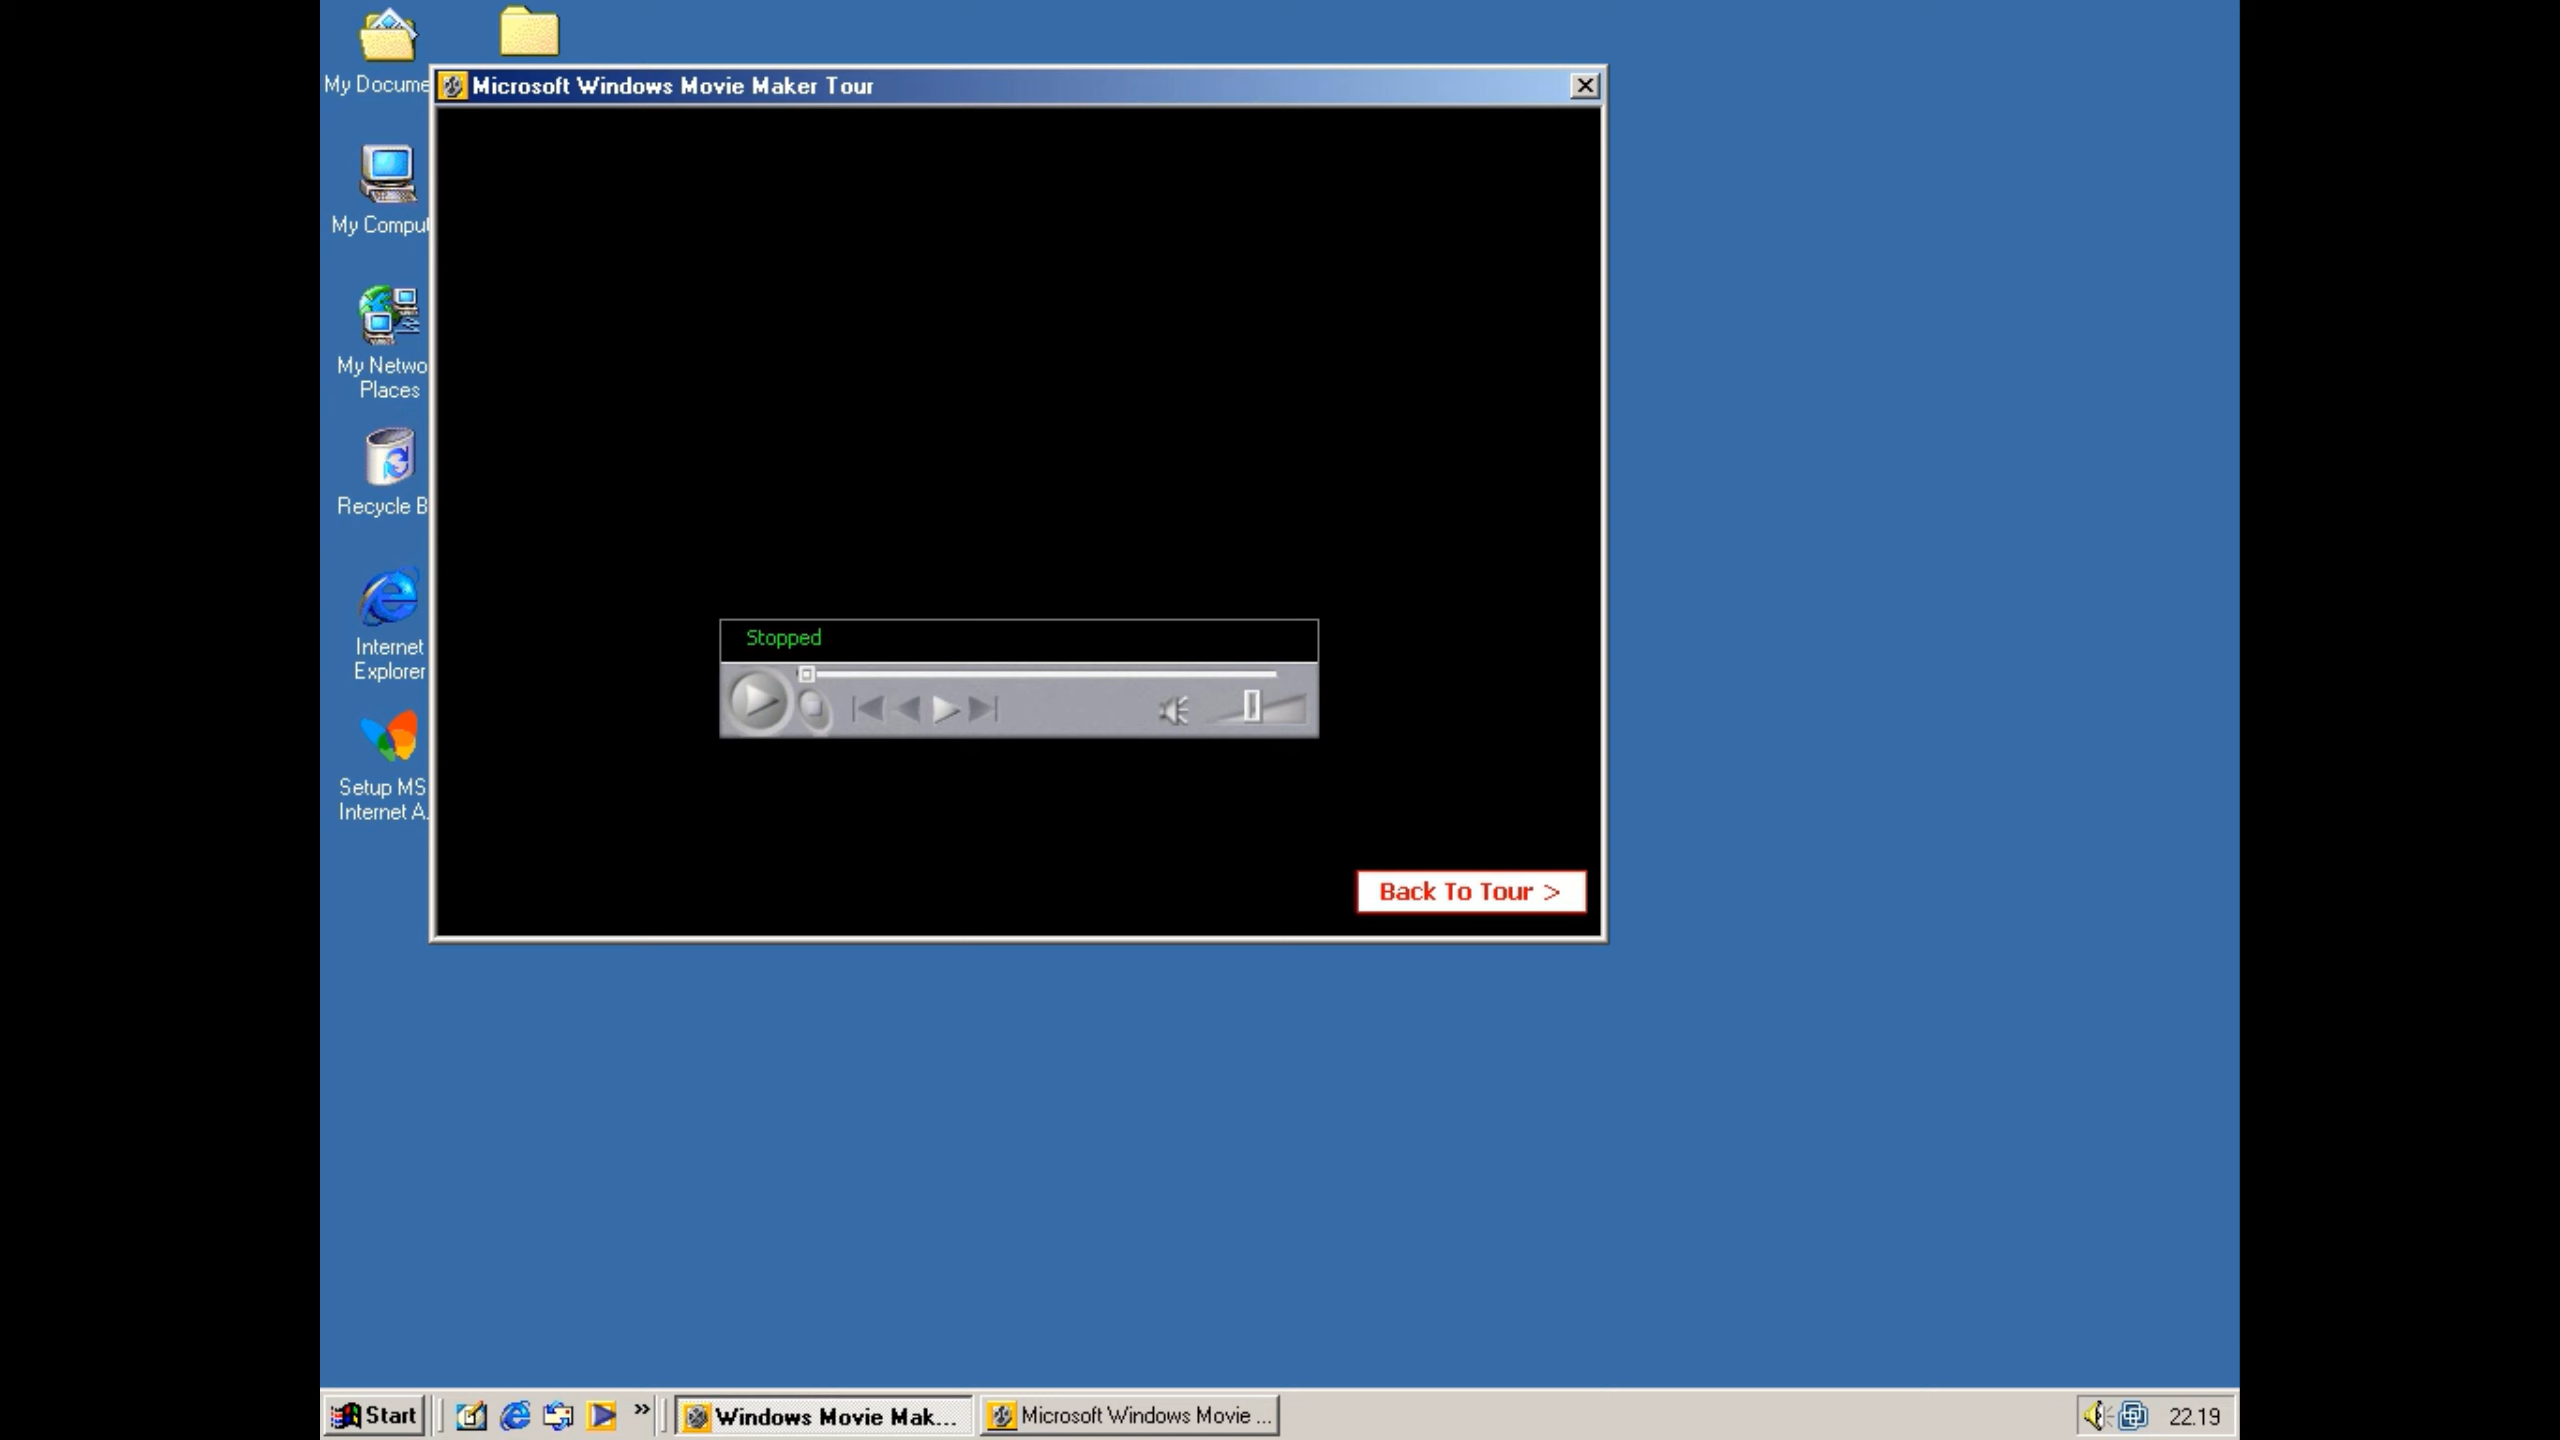 My Docume
Microsoft Windows Movie Maker Tour
My Comput
My Netwo
Places
Recycle B
Internet
Explorer
Setup MS
Internet A.
Stopped
Back To Tour >
Start
»
Windows Movie Mak...
Microsoft Windows Movie ...
22.19